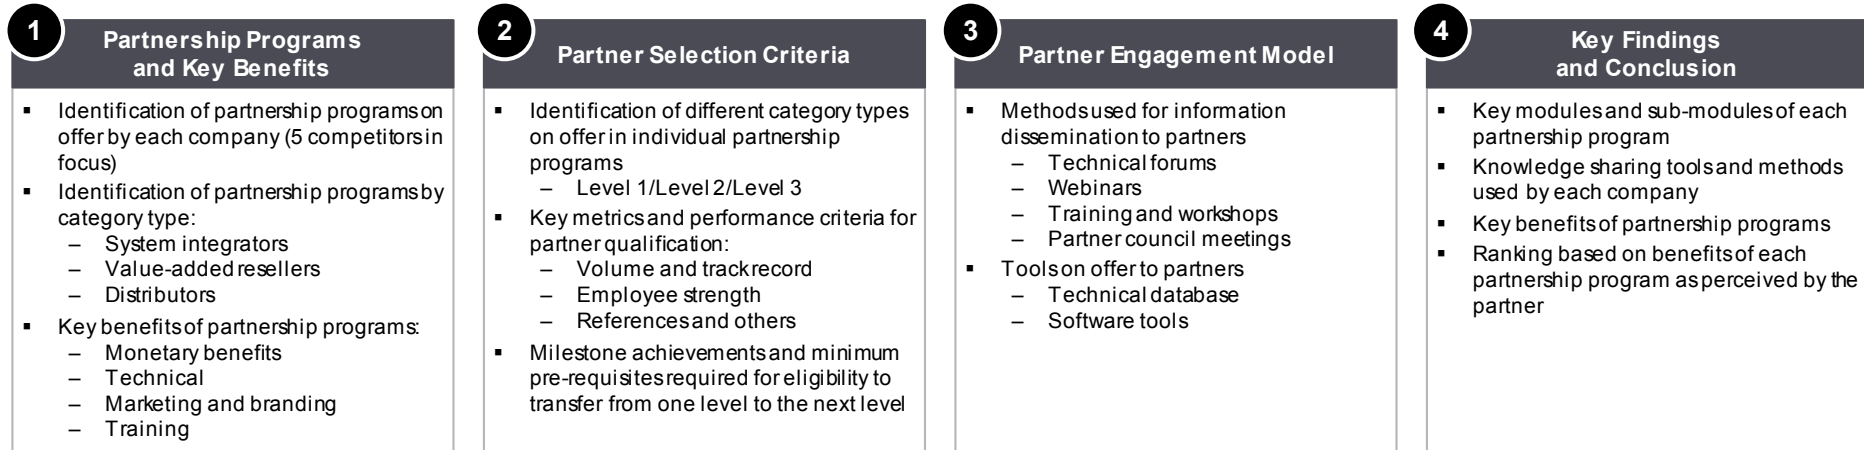 1
Partnership Programs
and Key Benefits
▪ Identification of partnership programs on
offer by each company (5 competitors in
focus)
▪ Identification of partnership programs by
category type:
– System integrators
– Value-added resellers
– Distributors
▪ Key benefits of partnership programs:
– Monetary benefits
– Technical
– Marketing and branding
– Training
2
Partner Selection Criteria
▪ Identification of different category types
on offer in individual partnership
programs
– Level 1/Level 2/Level 3
▪ Key metrics and performance criteria for
partner qualification:
– Volume and track record
– Employee strength
– References and others
▪ Milestone achievements and minimum
pre-requisites required for eligibility to
transfer from one level to the next level
3
Partner Engagement Model
▪ Methods used for information
dissemination to partners
– Technical forums
– Webinars
– Training and workshops
– Partner council meetings
▪ Tools on offer to partners
– Technical database
– Software tools
4
Key Findings
and Conclusion
▪ Key modules and sub-modules of each
partnership program
▪ Knowledge sharing tools and methods
used by each company
▪ Key benefits of partnership programs
▪ Ranking based on benefits of each
partnership program as perceived by the
partner